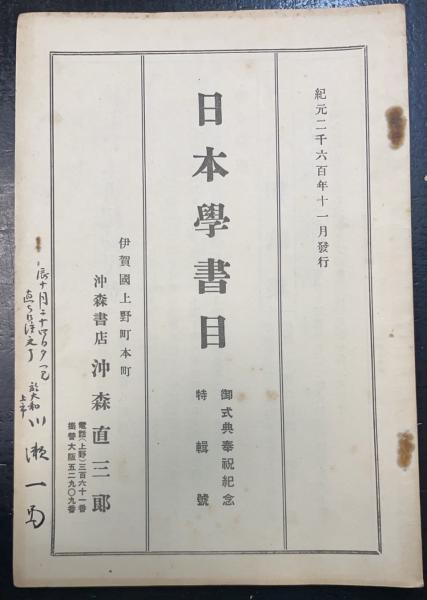 紀元二千六百年十一月發行
日本學書目
御式典奉祝紀念
特輯號
伊賀國上野町本町
沖森書店 沖森直三郎
電話(上野)三百六十一番
振替大阪五二九〇九番
川瀬一馬